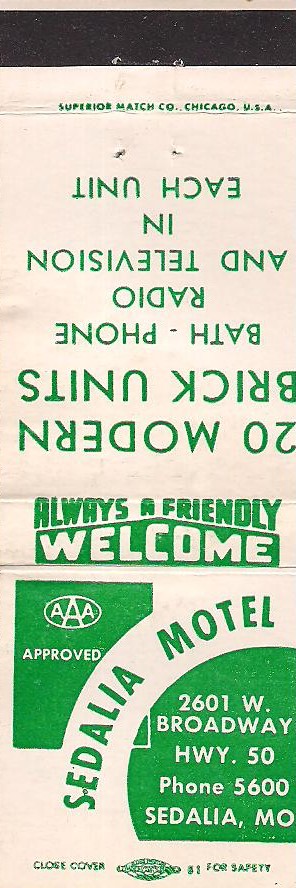 SUPERIOR MATCH CO., CHICAGO, U.S.A.
20 MODERN
BRICK UNITS
BATH - PHONE
RADIO
AND TELEVISION
IN
EACH UNIT
ALWAYS A FRIENDLY
WELCOME
AAA
APPROVED
SEDALIA MOTEL
2601 W.
BROADWAY
HWY. 50
Phone 5600
SEDALIA, MO
CLOSE COVER FOR SAFETY